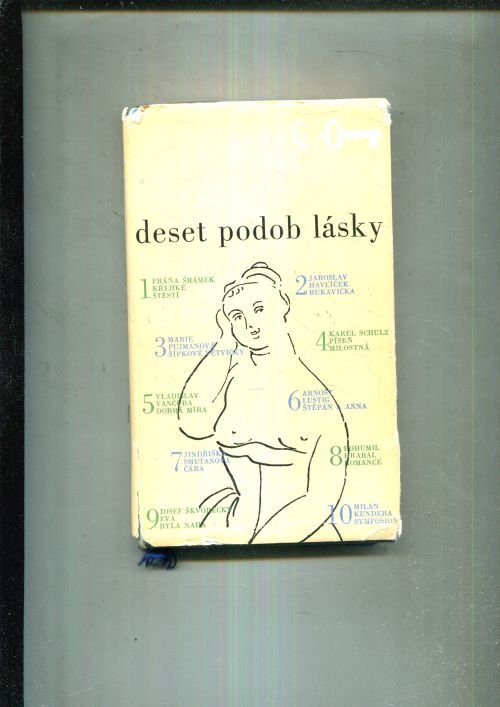 deset podob lásky
1 FRÁŇA ŠRÁMEK
KŘEHKÉ
ŠTĚSTÍ
2 JAROSLAV
HAVLÍČEK
RUKAVIČKA
3 MARIE
PUJMANOVÁ
ŠÍPKOVÉ VĚTVIČKY
4 KAREL SCHULZ
PÍSEŇ
MILOSTNÁ
5 VLADISLAV
VANČURA
DOBRÁ MÍRA
6 ARNOŠT
LUSTIG
ŠTĚPÁN A ANNA
7 JINDŘIŠKA
SMETANOVÁ
ČÁRA
8 BOHUMIL
HRABAL
ROMANCE
9 JOSEF ŠKVORECKÝ
EVA
BYLA NAHÁ
10 MILAN
KUNDERA
SYMPOSION